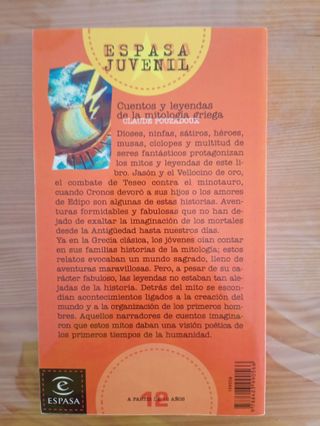 ESPASA
JUVENIL
Cuentos y leyendas
de la mitología griega
CLAUDE POUZADOUX
Dioses, ninfas, sátiros, héroes,
musas, cíclopes y multitud de
seres fantásticos protagonizan
los mitos y leyendas de este li-
bro. Jasón y el Vellocino de oro,
el combate de Teseo contra el minotauro,
cuando Cronos devoró a sus hijos o los amores
de Edipo son algunas de estas historias. Aven-
turas formidables y fabulosas que no han de-
jado de exaltar la imaginación de los mortales
desde la Antigüedad hasta nuestros días.
Ya en la Grecia clásica, los jóvenes oían contar
en sus familias historias de la mitología; estos
relatos evocaban un mundo sagrado, lleno
de aventuras maravillosas. Pero, a pesar de su ca-
rácter fabuloso, las leyendas no estaban tan ale-
jadas de la historia. Detrás del mito se escon-
dían acontecimientos ligados a la creación del
mundo y a la organización de los primeros hom-
bres. Aquellos narradores de cuentos imagina-
ron que estos mitos daban una visión poética de
los primeros tiempos de la humanidad.
e
ESPASA
A PARTIR DE 12 AÑOS